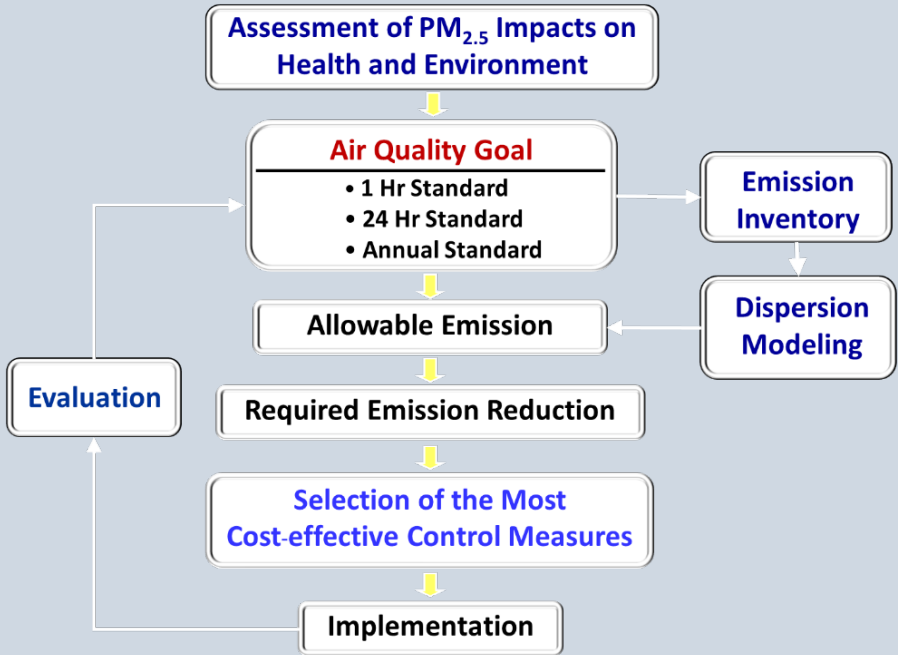 Assessment of PM₂.₅ Impacts on
Health and Environment
Air Quality Goal
• 1 Hr Standard
• 24 Hr Standard
• Annual Standard
Emission
Inventory
Dispersion
Modeling
Allowable Emission
Evaluation
Required Emission Reduction
Selection of the Most
Cost-effective Control Measures
Implementation